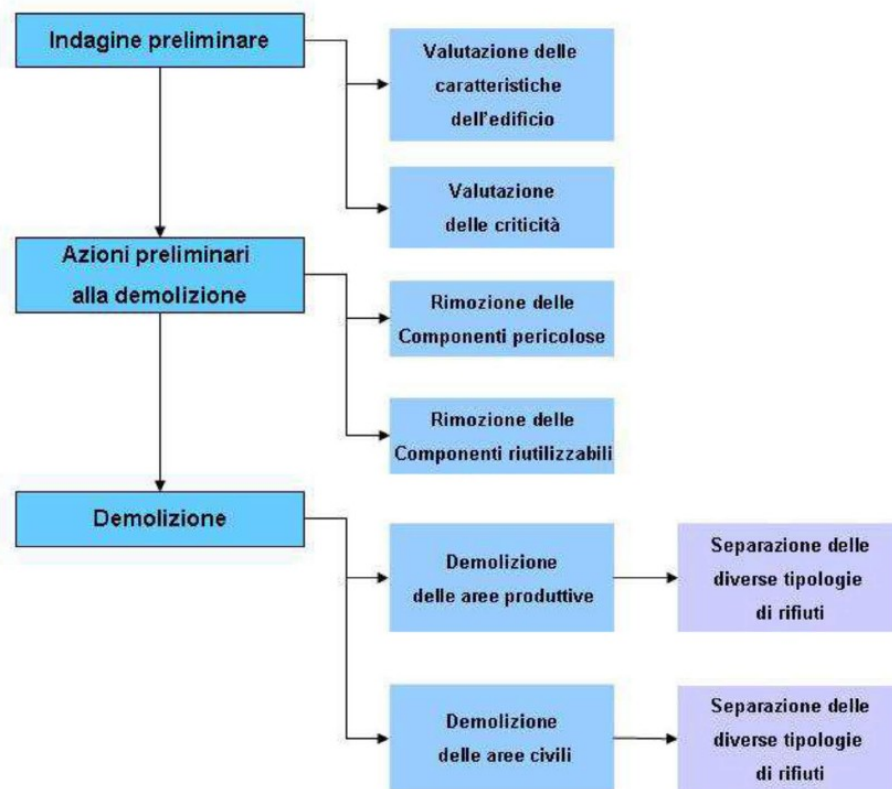 Indagine preliminare
Valutazione delle
caratteristiche
dell'edificio
Valutazione
delle criticità
Azioni preliminari
alla demolizione
Rimozione delle
Componenti pericolose
Rimozione delle
Componenti riutilizzabili
Demolizione
Demolizione
delle aree produttive
Separazione delle
diverse tipologie
di rifiuti
Demolizione
delle aree civili
Separazione delle
diverse tipologie
di rifiuti